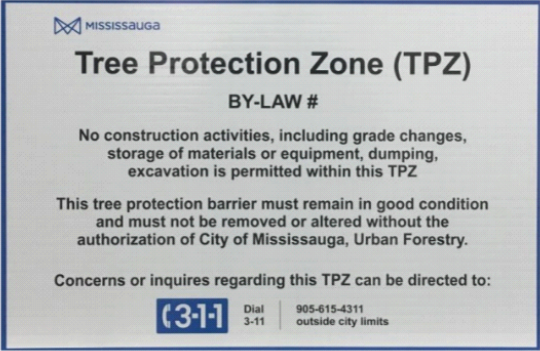 MISSISSAUGA
Tree Protection Zone (TPZ)
BY-LAW #
No construction activities, including grade changes,
storage of materials or equipment, dumping,
excavation is permitted within this TPZ
This tree protection barrier must remain in good condition
and must not be removed or altered without the
authorization of City of Mississauga, Urban Forestry.
Concerns or inquires regarding this TPZ can be directed to:
3-1-1
Dial
3-11
905-615-4311
outside city limits